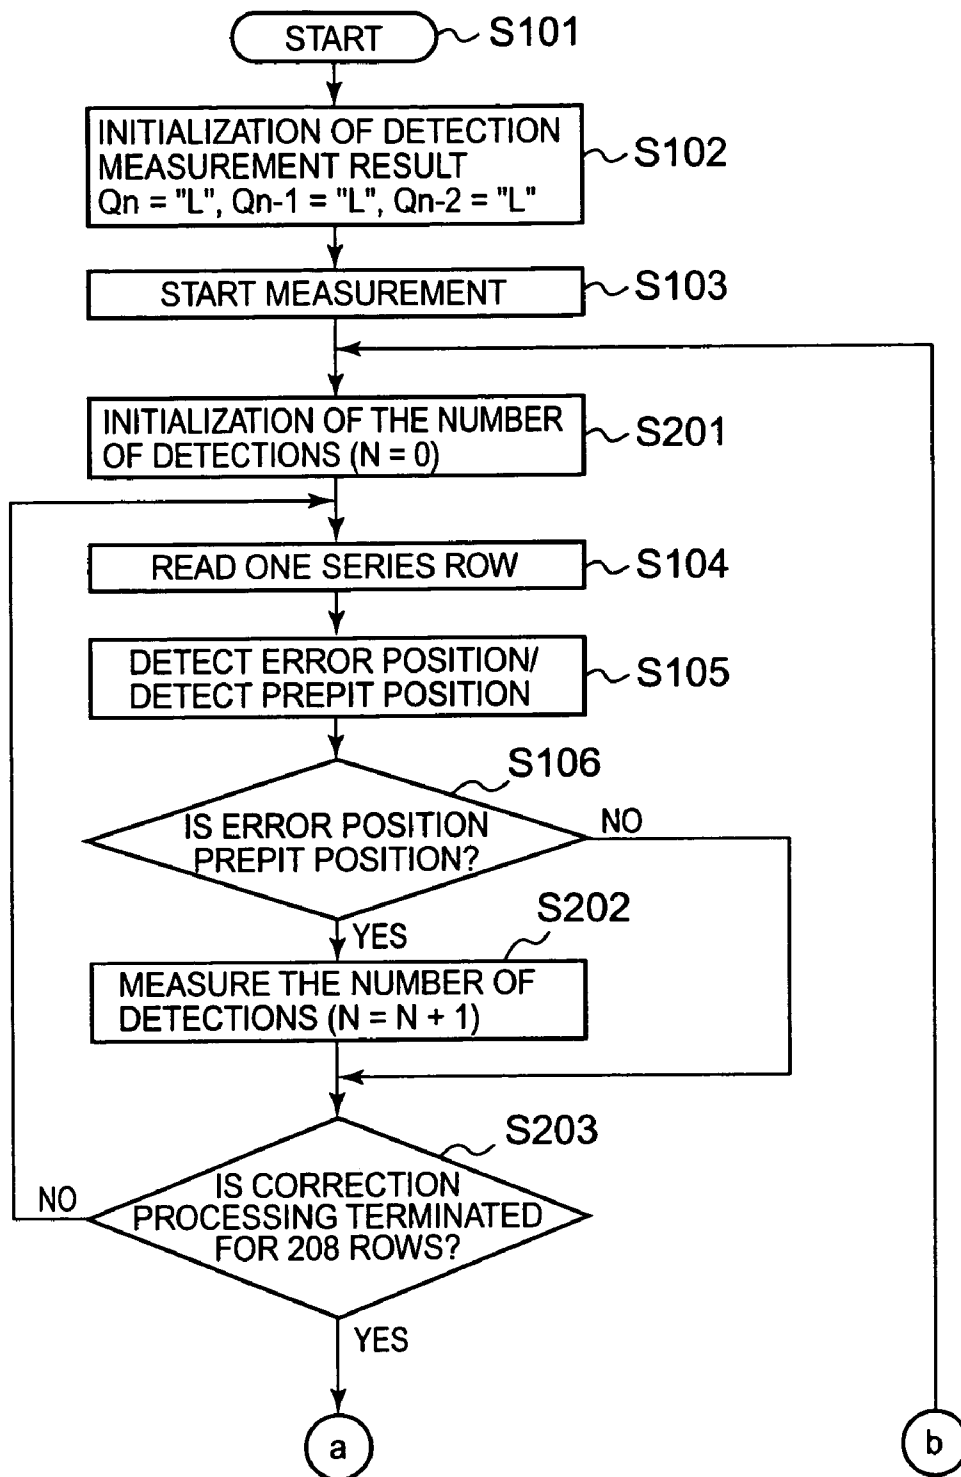 START
S101
INITIALIZATION OF DETECTION
MEASUREMENT RESULT
Qn = "L", Qn-1 = "L", Qn-2 = "L"
S102
START MEASUREMENT
S103
INITIALIZATION OF THE NUMBER
OF DETECTIONS (N = 0)
S201
READ ONE SERIES ROW
S104
DETECT ERROR POSITION/
DETECT PREPIT POSITION
S105
S106
IS ERROR POSITION
PREPIT POSITION?
NO
YES
S202
MEASURE THE NUMBER OF
DETECTIONS (N = N + 1)
S203
IS CORRECTION
PROCESSING TERMINATED
FOR 208 ROWS?
NO
YES
a
b